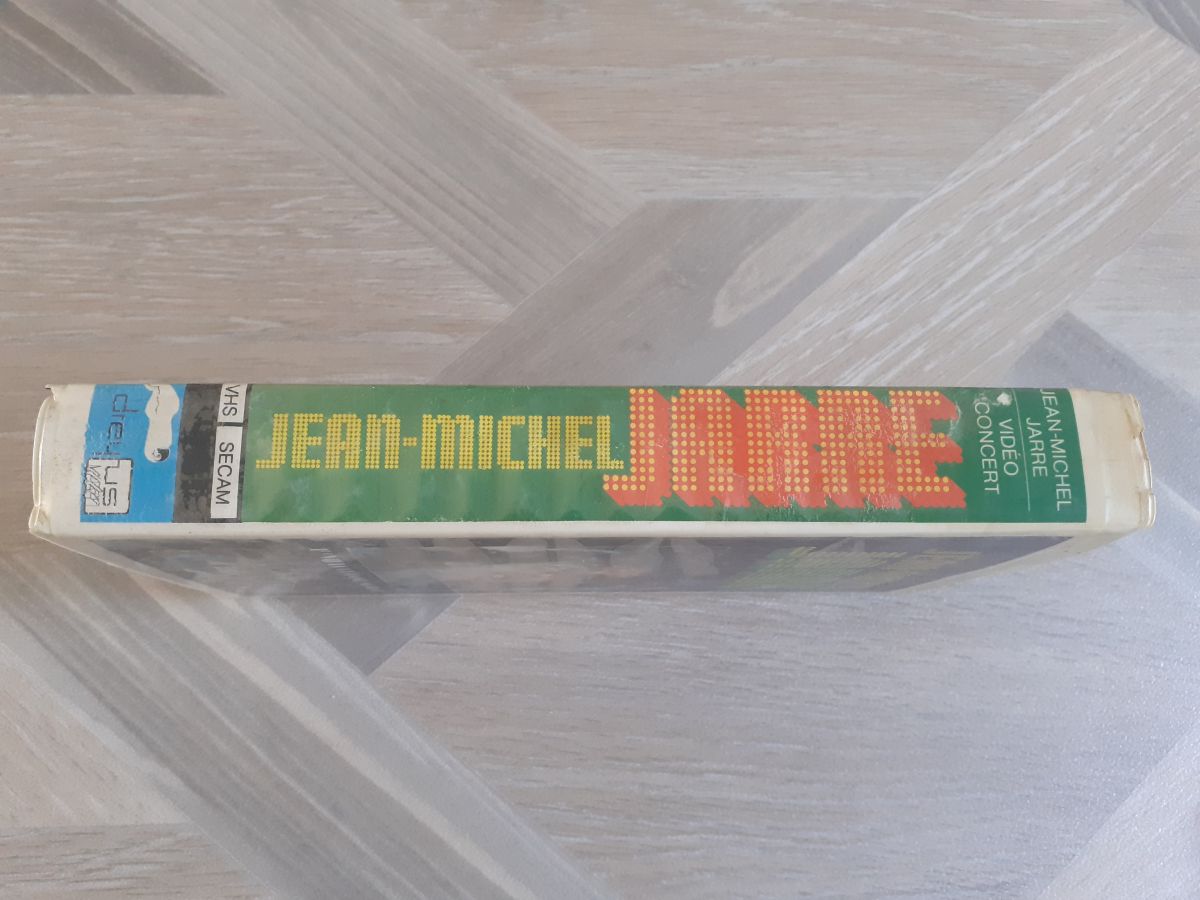 JEAN-MICHEL JARRE
JEAN-MICHEL
JARRE
VIDÉO
CONCERT
VHS
SECAM